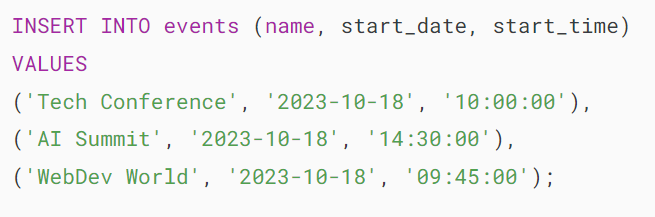 INSERT INTO events (name, start_date, start_time)
VALUES
('Tech Conference', '2023-10-18', '10:00:00'),
('AI Summit', '2023-10-18', '14:30:00'),
('WebDev World', '2023-10-18', '09:45:00');